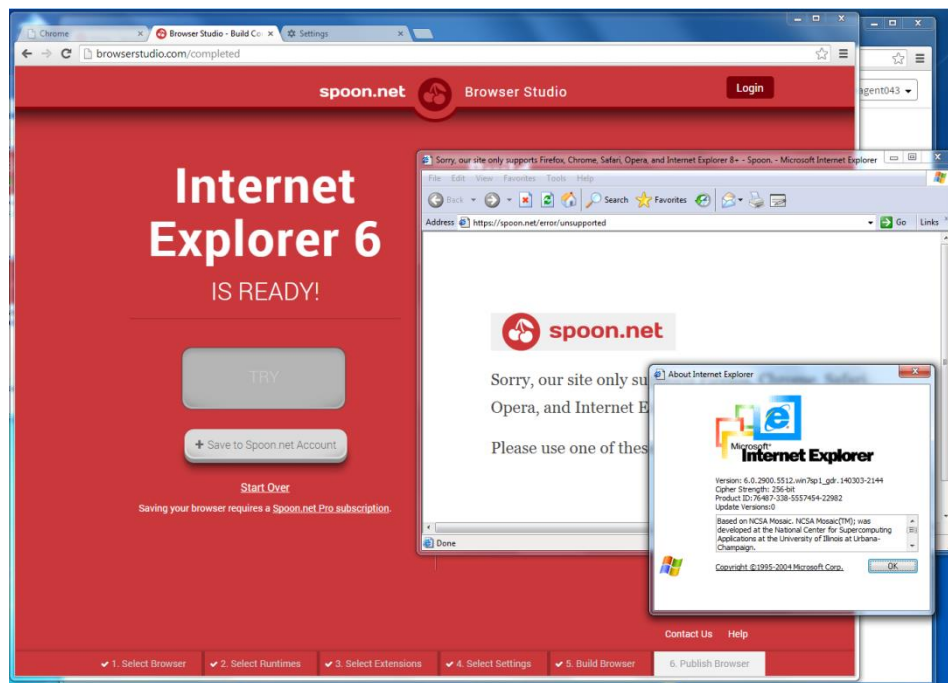 Chrome
Browser Studio - Build Co
Settings
browserstudio.com/completed
agent043
spoon.net
Browser Studio
Login
Internet
Explorer 6
IS READY!
TRY
+ Save to Spoon.net Account
Start Over
Saving your browser requires a Spoon.net Pro subscription.
Sorry, our site only supports Firefox, Chrome, Safari, Opera, and Internet Explorer 8+ - Spoon. - Microsoft Internet Explorer
File Edit View Favorites Tools Help
Back
Search
Favorites
Address
https://spoon.net/error/unsupported
Go
Links
spoon.net
Sorry, our site only su
Opera, and Internet E
Please use one of thes
Done
About Internet Explorer
Microsoft
Internet Explorer
Version: 6.0.2900.5512.win7sp1_gdr.140303-2144
Cipher Strength: 256-bit
Product ID:76487-338-5557454-22982
Update Versions:0
Based on NCSA Mosaic. NCSA Mosaic(TM); was
developed at the National Center for Supercomputing
Applications at the University of Illinois at Urbana-
Champaign.
Copyright ©1995-2004 Microsoft Corp.
OK
Contact Us Help
✔ 1. Select Browser
✔ 2. Select Runtimes
✔ 3. Select Extensions
✔ 4. Select Settings
✔ 5. Build Browser
6. Publish Browser